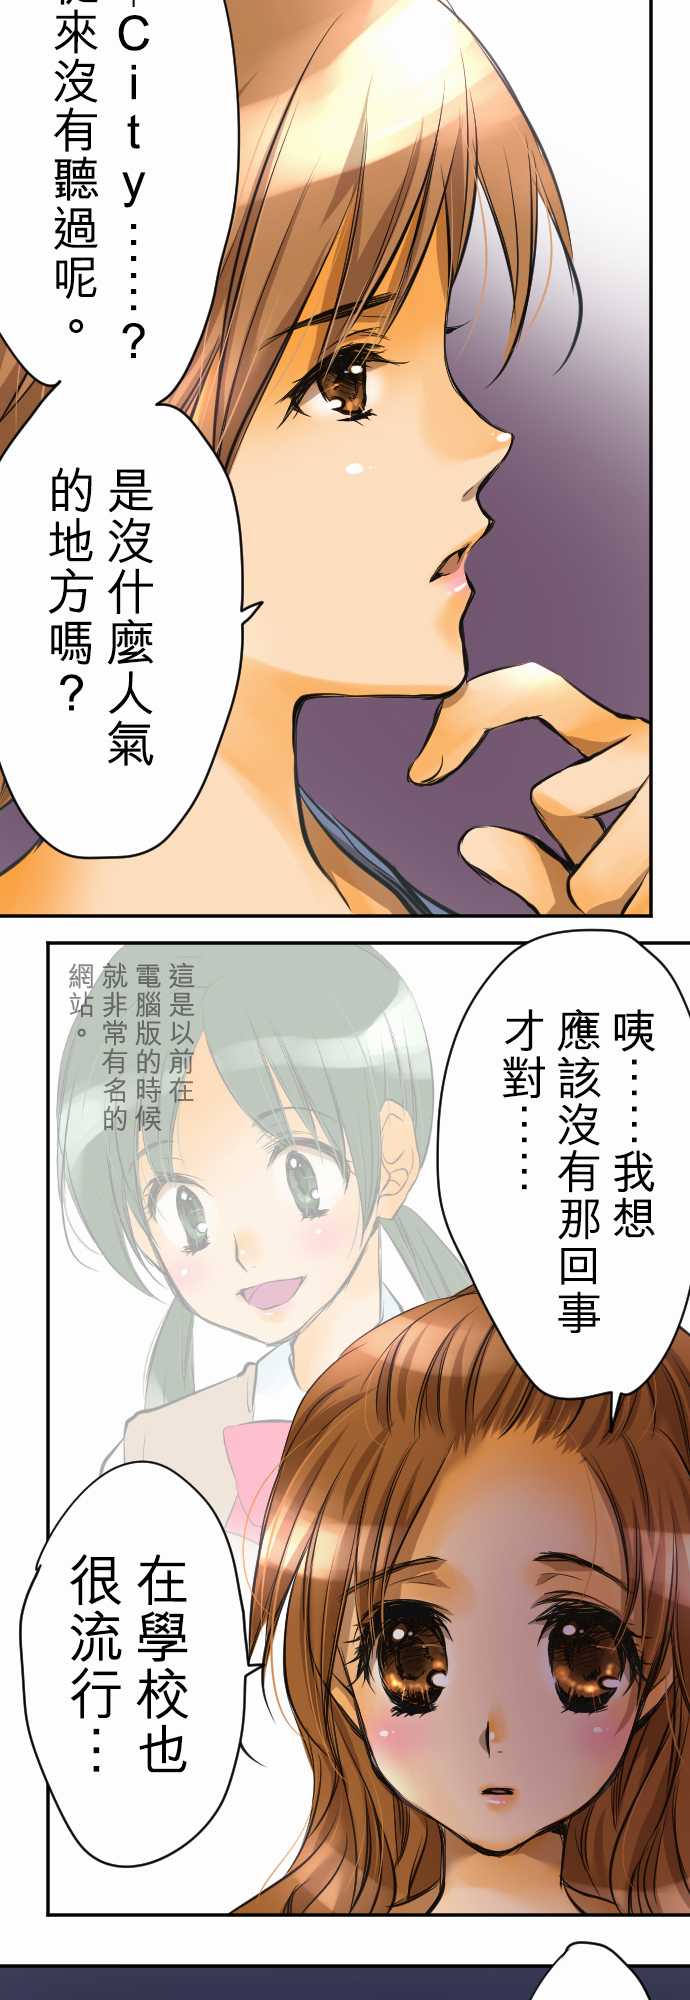 City……?
來沒有聽過呢。
是沒什麼人氣
的地方嗎？
咦……我想
應該沒有那回事
才對……
這是以前在
電腦版的時候
就非常有名的
網站。
在學校也
很流行…